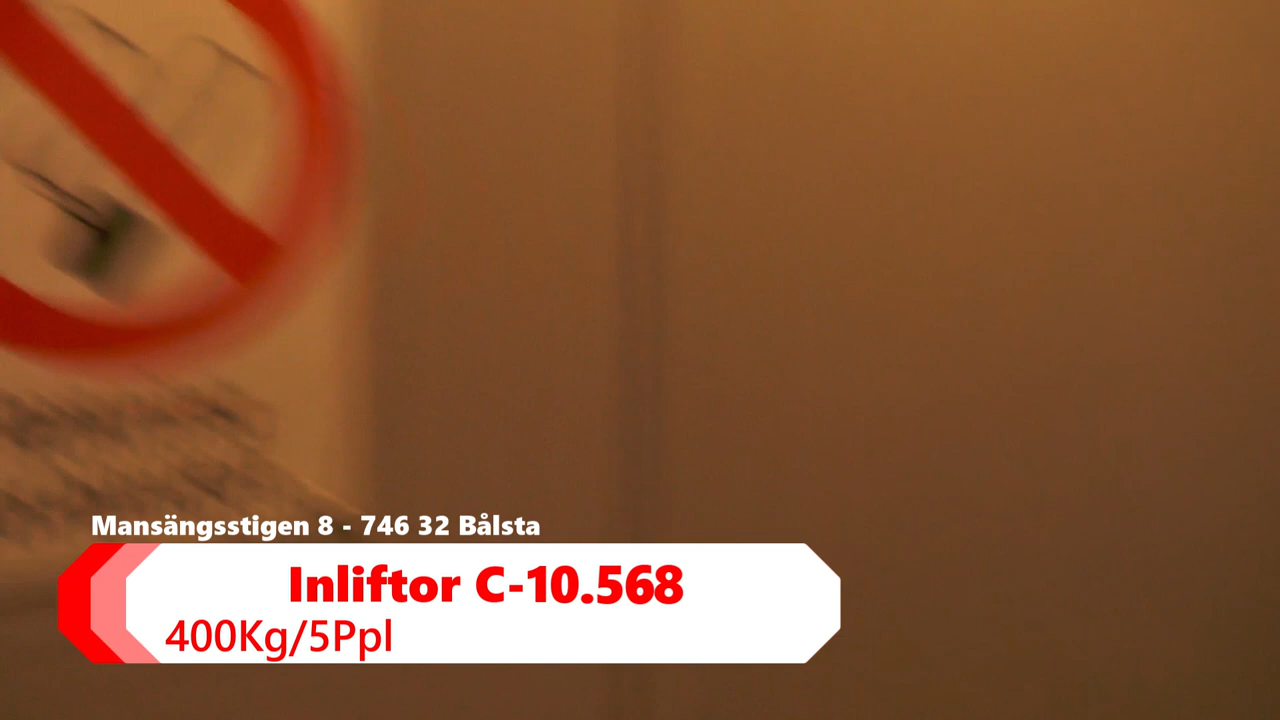 Mansängsstigen 8 - 746 32 Bålsta
Inliftor C-10.568
400Kg/5Ppl